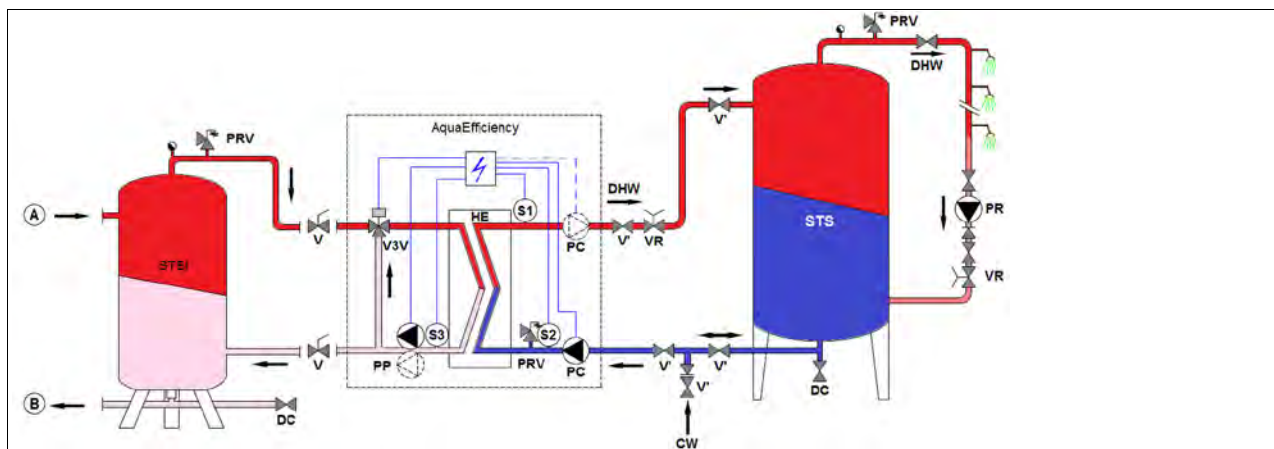 PRV
DHW
V'
PRV
AquaEfficiency
A
DHW
S1
HE
STS
PR
V
V3V
PC
V'
VR
VR
S3
S2
V
PP
PRV
PC
V'
V'
V'
DC
B
DC
CW